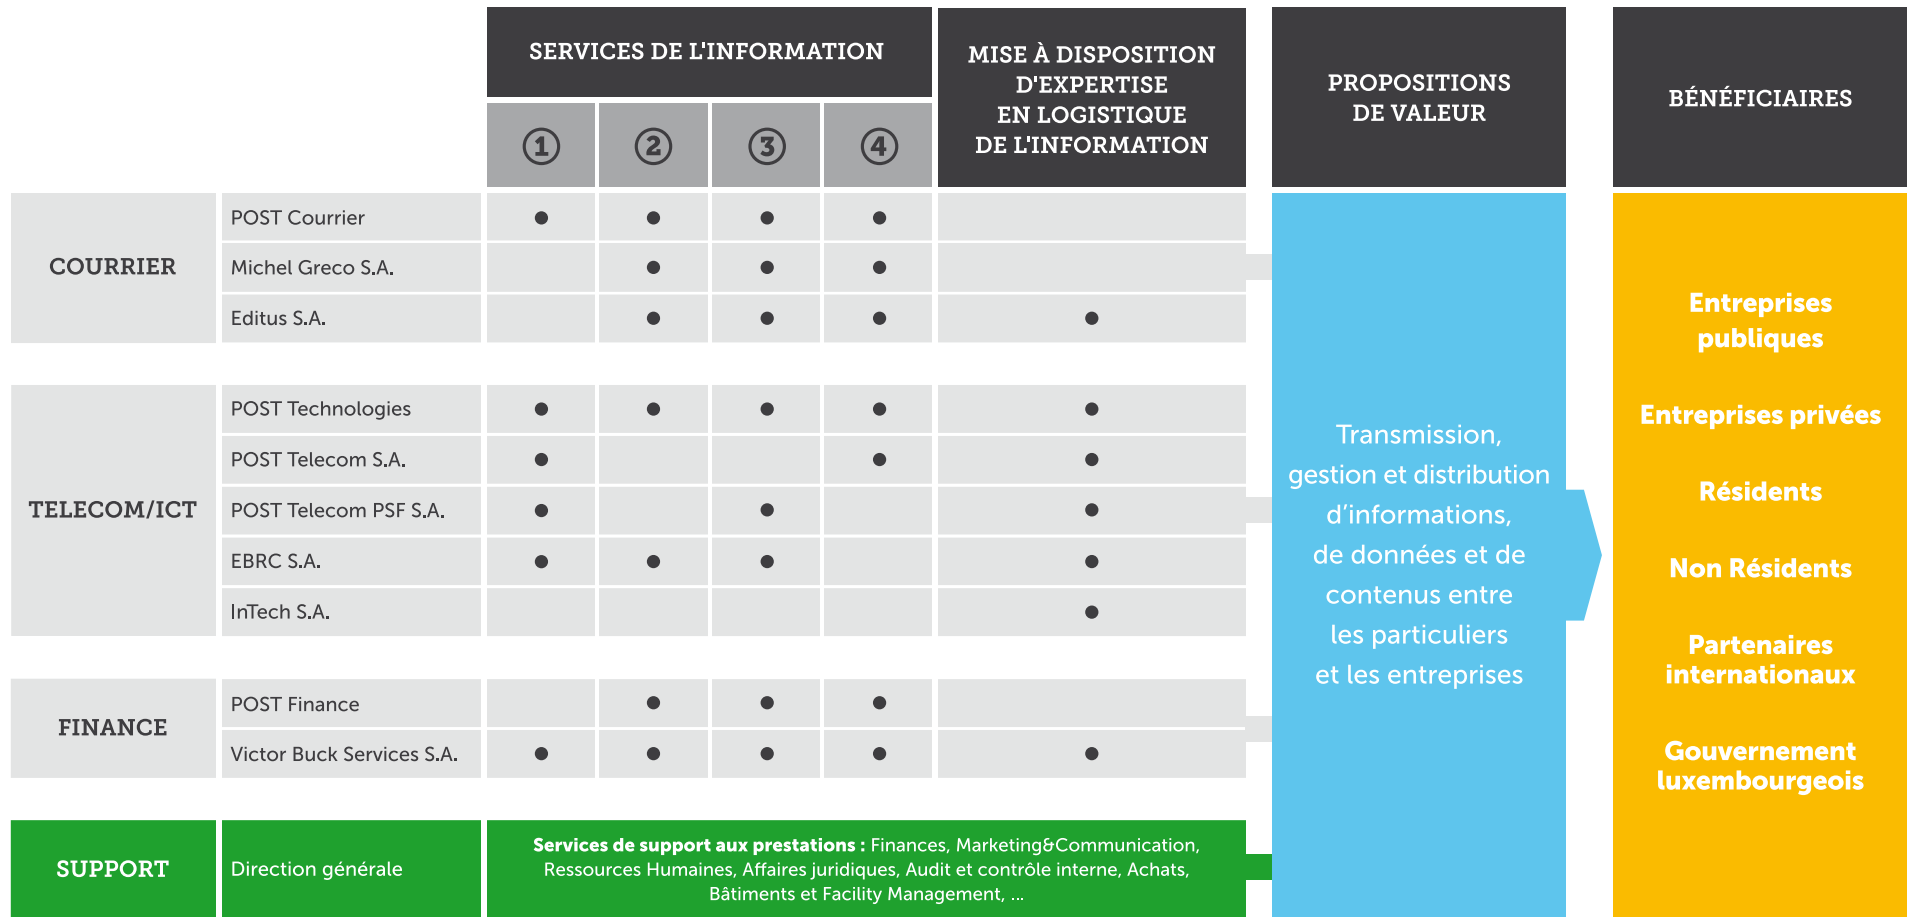 SERVICES DE L'INFORMATION
MISE À DISPOSITION
D'EXPERTISE
EN LOGISTIQUE
DE L'INFORMATION
PROPOSITIONS
DE VALEUR
BÉNÉFICIAIRES
1 2 3 4
COURRIER
POST Courrier ● ● ● ●
Michel Greco S.A. ● ● ●
Editus S.A. ● ● ● ●
TELECOM/ICT
POST Technologies ● ● ● ● ●
POST Telecom S.A. ● ● ●
POST Telecom PSF S.A. ● ● ●
EBRC S.A. ● ● ● ●
InTech S.A. ●
FINANCE
POST Finance ● ● ●
Victor Buck Services S.A. ● ● ● ● ●
SUPPORT
Direction générale
Services de support aux prestations : Finances, Marketing&Communication,
Ressources Humaines, Affaires juridiques, Audit et contrôle interne, Achats,
Bâtiments et Facility Management, ...
Transmission,
gestion et distribution
d'informations,
de données et de
contenus entre
les particuliers
et les entreprises
Entreprises
publiques
Entreprises privées
Résidents
Non Résidents
Partenaires
internationaux
Gouvernement
luxembourgeois